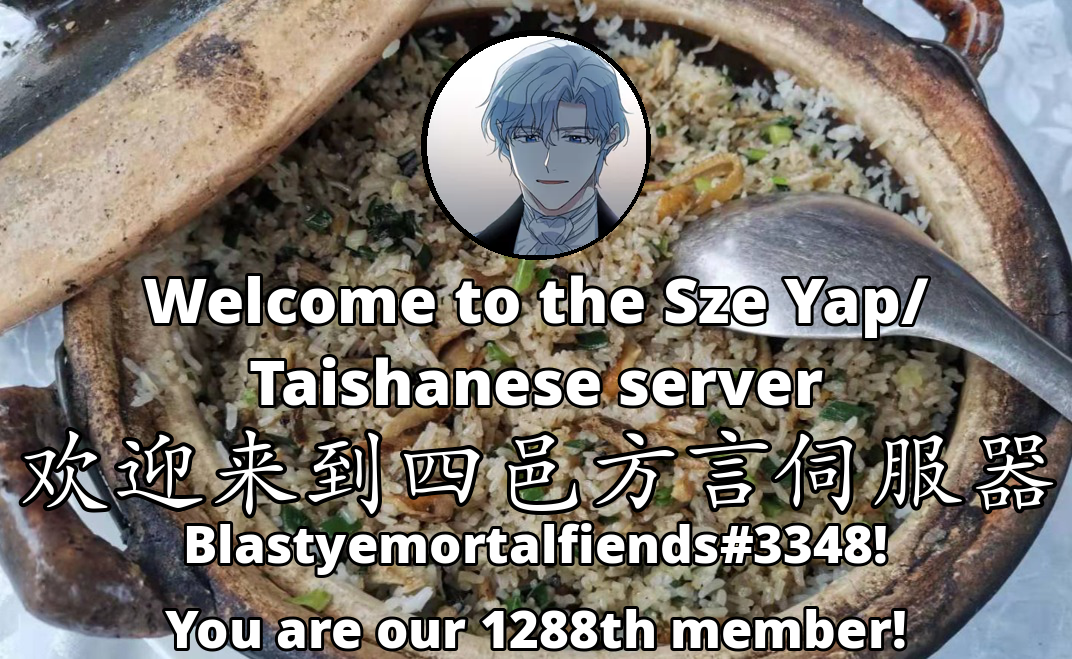 Welcome to the Sze Yap/
Taishanese server
欢迎来到四邑方言伺服器
Blastyemortalfiends#3348!
You are our 1288th member!